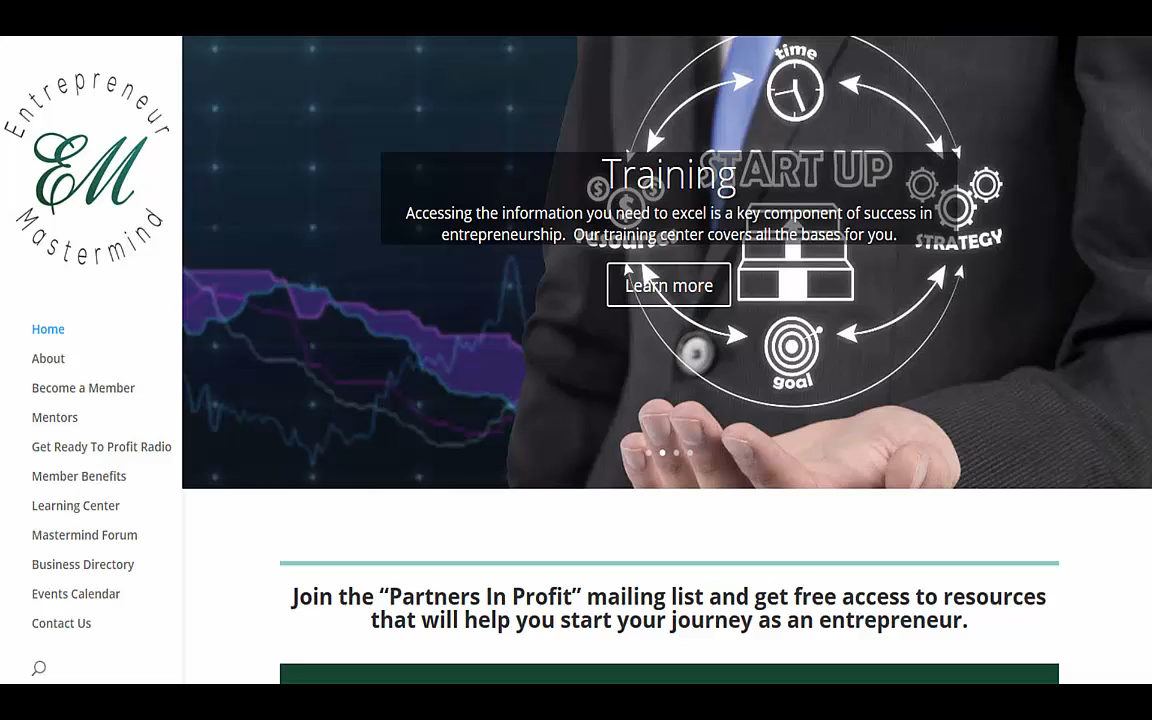 Entrepreneur
EM
Mastermind
Home
About
Become a Member
Mentors
Get Ready To Profit Radio
Member Benefits
Learning Center
Mastermind Forum
Business Directory
Events Calendar
Contact Us
time
START UP
resources
STRATEGY
goal
Training
Accessing the information you need to excel is a key component of success in
entrepreneurship. Our training center covers all the bases for you.
Learn more
Join the “Partners In Profit” mailing list and get free access to resources
that will help you start your journey as an entrepreneur.